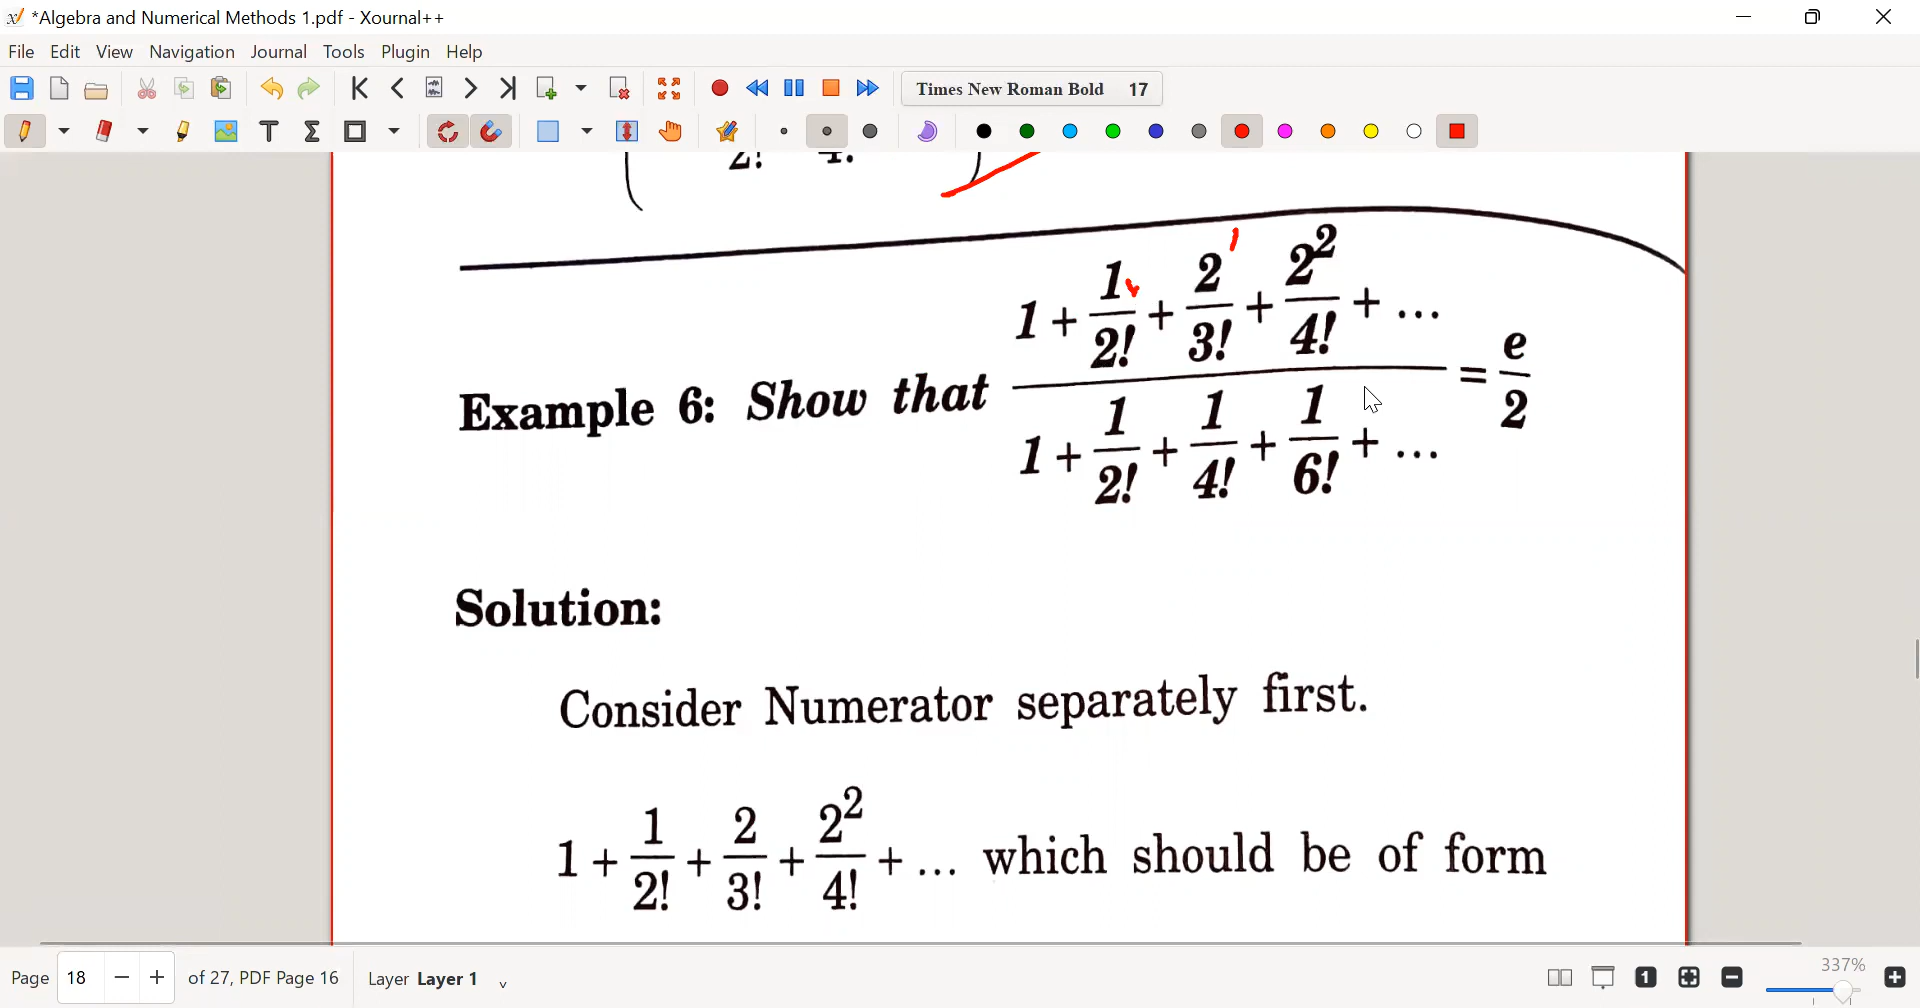 *Algebra and Numerical Methods 1.pdf - Xournal++
File Edit View Navigation Journal Tools Plugin Help
Times New Roman Bold 17
2! 4!
Example 6: Show that (1 + 1/2! + 2/3! + 2²/4! + ...) / (1 + 1/2! + 1/4! + 1/6! + ...) = e/2
Solution:
Consider Numerator separately first.
1 + 1/2! + 2/3! + 2²/4! + ... which should be of form
Page 18 of 27, PDF Page 16 Layer Layer 1 337%